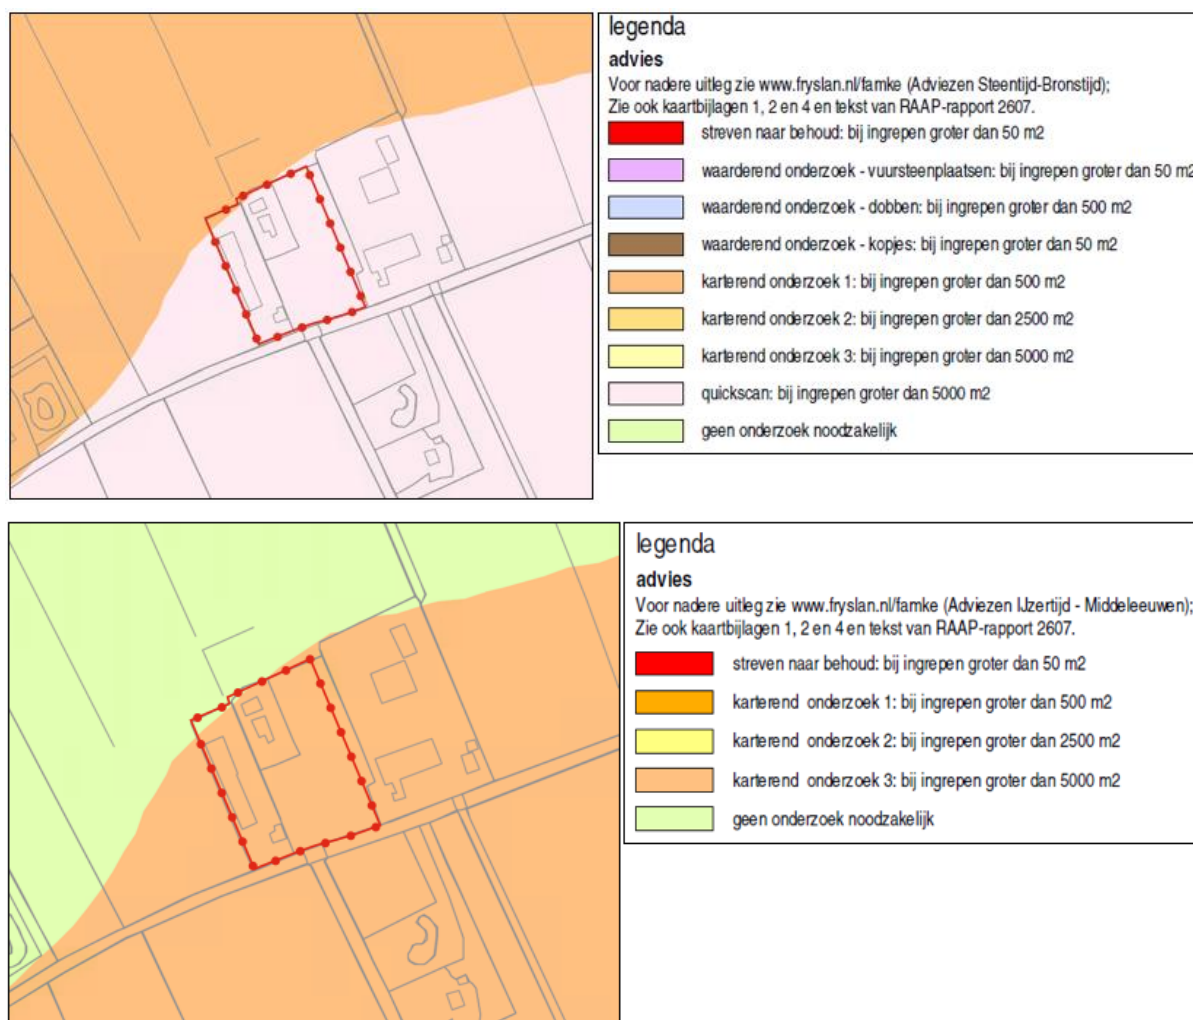 legenda
advies
Voor nadere uitleg zie www.fryslan.nl/famke (Adviezen Steentijd-Bronstijd);
Zie ook kaartbijlagen 1, 2 en 4 en tekst van RAAP-rapport 2607.
streven naar behoud: bij ingrepen groter dan 50 m2
waarderend onderzoek - vuursteenplaatsen: bij ingrepen groter dan 50 m2
waarderend onderzoek - dobben: bij ingrepen groter dan 500 m2
waarderend onderzoek - kopjes: bij ingrepen groter dan 50 m2
karterend onderzoek 1: bij ingrepen groter dan 500 m2
karterend onderzoek 2: bij ingrepen groter dan 2500 m2
karterend onderzoek 3: bij ingrepen groter dan 5000 m2
quickscan: bij ingrepen groter dan 5000 m2
geen onderzoek noodzakelijk
legenda
advies
Voor nadere uitleg zie www.fryslan.nl/famke (Adviezen IJzertijd - Middeleeuwen);
Zie ook kaartbijlagen 1, 2 en 4 en tekst van RAAP-rapport 2607.
streven naar behoud: bij ingrepen groter dan 50 m2
karterend onderzoek 1: bij ingrepen groter dan 500 m2
karterend onderzoek 2: bij ingrepen groter dan 2500 m2
karterend onderzoek 3: bij ingrepen groter dan 5000 m2
geen onderzoek noodzakelijk